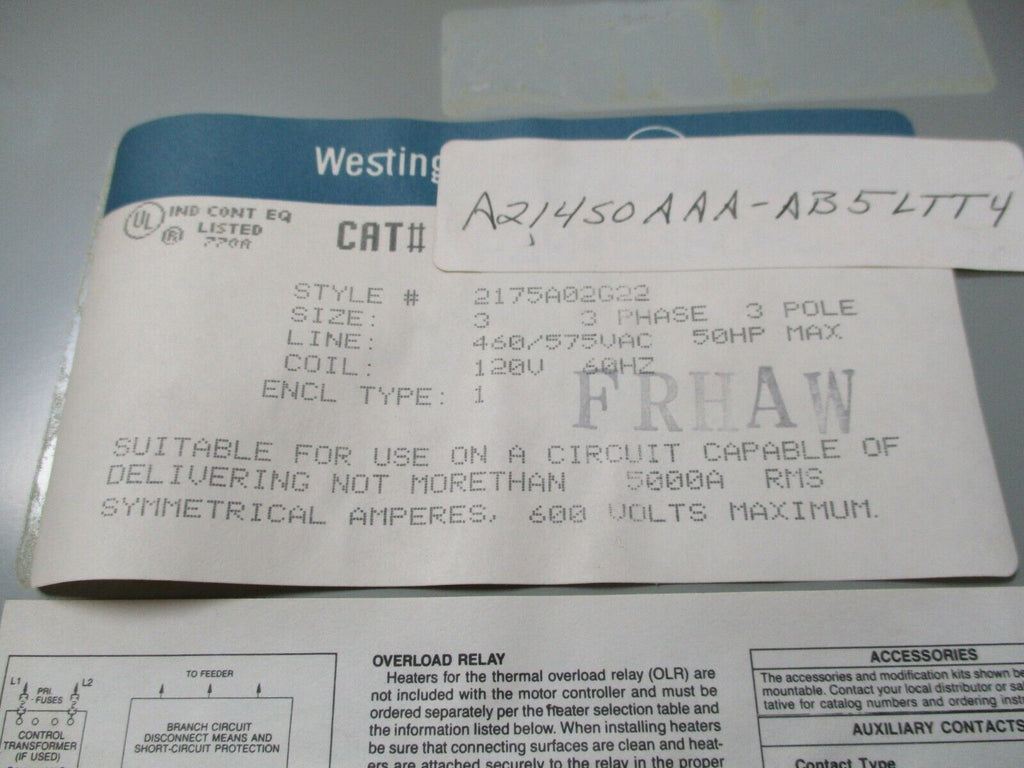 Westing
A21450AAA-AB5LTT4
UL IND CONT EQ
LISTED
770A
R
CAT#
STYLE # 2175A02G22
SIZE: 3 3 PHASE 3 POLE
LINE: 460/575VAC 50HP MAX
COIL: 120V 60HZ
ENCL TYPE: 1
FRHAW
SUITABLE FOR USE ON A CIRCUIT CAPABLE OF
DELIVERING NOT MORETHAN 5000A RMS
SYMMETRICAL AMPERES, 600 VOLTS MAXIMUM.
L1 L2
PRI.
FUSES
CONTROL
TRANSFORMER
(IF USED)
TO FEEDER
BRANCH CIRCUIT
DISCONNECT MEANS AND
SHORT-CIRCUIT PROTECTION
OVERLOAD RELAY
Heaters for the thermal overload relay (OLR) are
not included with the motor controller and must be
ordered separately per the heater selection table and
the information listed below. When installing heaters
be sure that connecting surfaces are clean and heat-
ers are attached securely to the relay in the proper
ACCESSORIES
The accessories and modification kits shown be
mountable. Contact your local distributor or sa
tative for catalog numbers and ordering inst
AUXILIARY CONTACTS
Contact Type